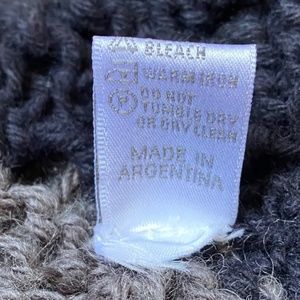 BLEACH
WARM IRON
DO NOT
TUMBLE DRY
OR DRY CLEAN
MADE IN
ARGENTINA